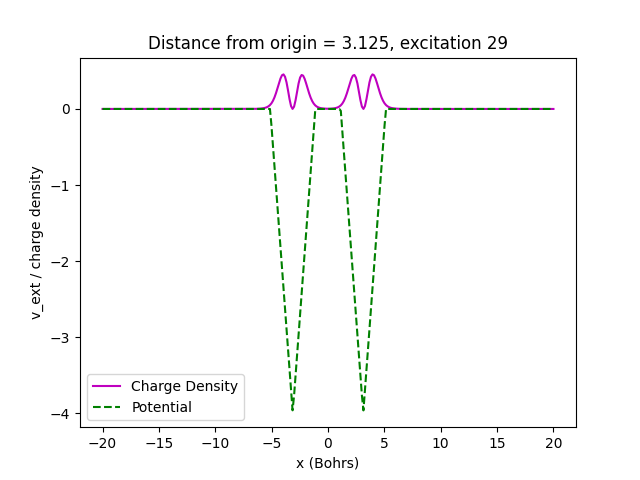 Distance from origin = 3.125, excitation 29
v_ext / charge density
0
−1
−2
−3
−4
Charge Density
Potential
−20
−15
−10
−5
0
5
10
15
20
x (Bohrs)